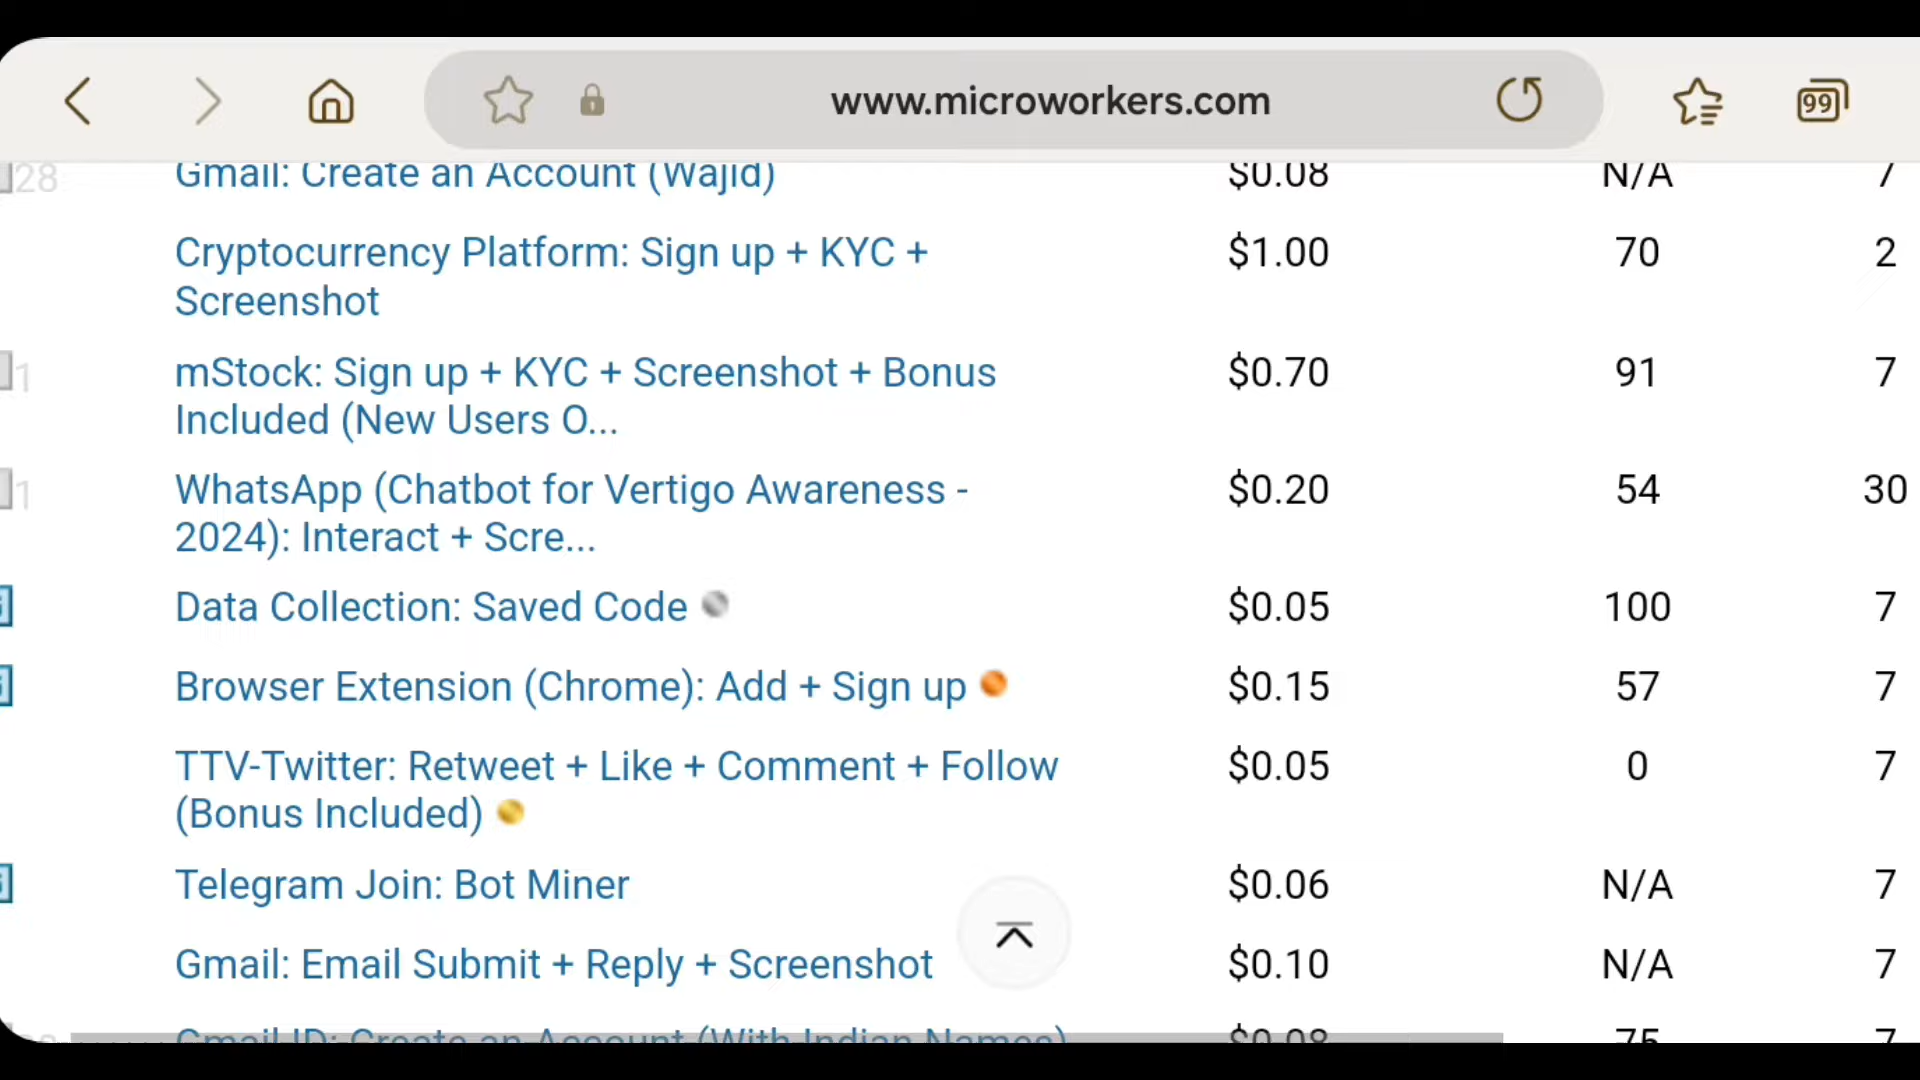 www.microworkers.com
99
28 Gmail: Create an Account (Wajid) $0.08 N/A 7
Cryptocurrency Platform: Sign up + KYC + $1.00 70 2
Screenshot
1 mStock: Sign up + KYC + Screenshot + Bonus $0.70 91 7
Included (New Users O...
1 WhatsApp (Chatbot for Vertigo Awareness - $0.20 54 30
2024): Interact + Scre...
Data Collection: Saved Code $0.05 100 7
Browser Extension (Chrome): Add + Sign up $0.15 57 7
TTV-Twitter: Retweet + Like + Comment + Follow $0.05 0 7
(Bonus Included)
Telegram Join: Bot Miner $0.06 N/A 7
Gmail: Email Submit + Reply + Screenshot $0.10 N/A 7
Gmail ID: Create an Account (With Indian Names) $0.08 75 7